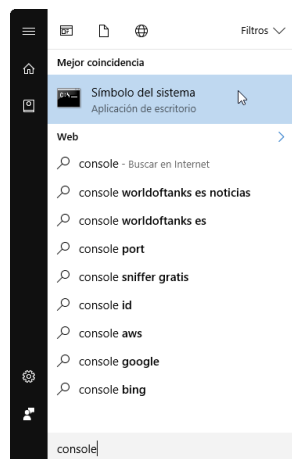 Filtros
Mejor coincidencia
Símbolo del sistema
Aplicación de escritorio
Web
console - Buscar en Internet
console worldoftanks es noticias
console worldoftanks es
console port
console sniffer gratis
console id
console aws
console google
console bing
console